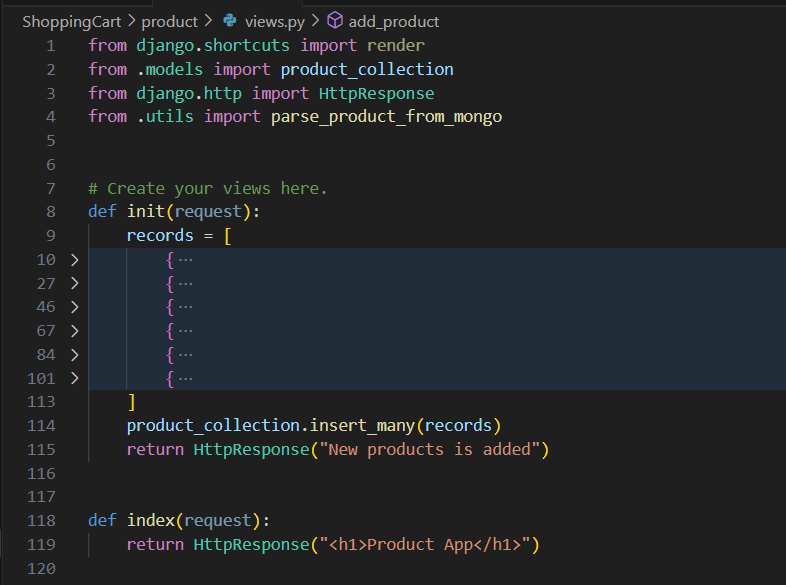 ShoppingCart > product > views.py > add_product
1 from django.shortcuts import render
2 from .models import product_collection
3 from django.http import HttpResponse
4 from .utils import parse_product_from_mongo
5
6
7 # Create your views here.
8 def init(request):
9     records = [
10 >         { ···
27 >         { ···
46 >         { ···
67 >         { ···
84 >         { ···
101 >         { ···
113     ]
114     product_collection.insert_many(records)
115     return HttpResponse("New products is added")
116
117
118 def index(request):
119     return HttpResponse("<h1>Product App</h1>")
120